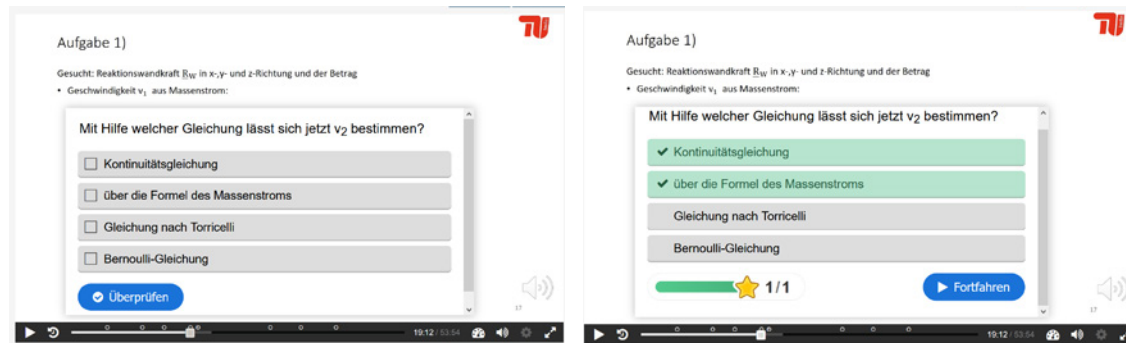 TU
Aufgabe 1)
Gesucht: Reaktionswandkraft R_W in x-,y- und z-Richtung und der Betrag
• Geschwindigkeit v₁ aus Massenstrom:
Mit Hilfe welcher Gleichung lässt sich jetzt v₂ bestimmen?
Kontinuitätsgleichung
über die Formel des Massenstroms
Gleichung nach Torricelli
Bernoulli-Gleichung
Überprüfen
17
19:12 / 53:54
TU
Aufgabe 1)
Gesucht: Reaktionswandkraft R_W in x-,y- und z-Richtung und der Betrag
• Geschwindigkeit v₁ aus Massenstrom:
Mit Hilfe welcher Gleichung lässt sich jetzt v₂ bestimmen?
Kontinuitätsgleichung
über die Formel des Massenstroms
Gleichung nach Torricelli
Bernoulli-Gleichung
1/1
Fortfahren
17
19:12 / 53:54